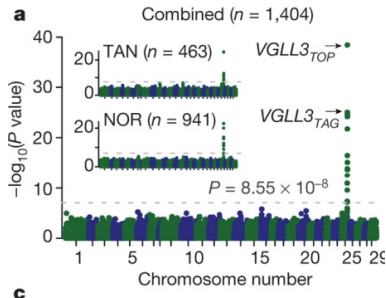 a
Combined (n = 1,404)
40
30
20
10
0
–log10(P value)
TAN (n = 463)
20
0
NOR (n = 941)
20
0
VGLL3TOP
VGLL3TAG
P = 8.55 × 10−8
1 5 10 15 20 25 29
Chromosome number
c